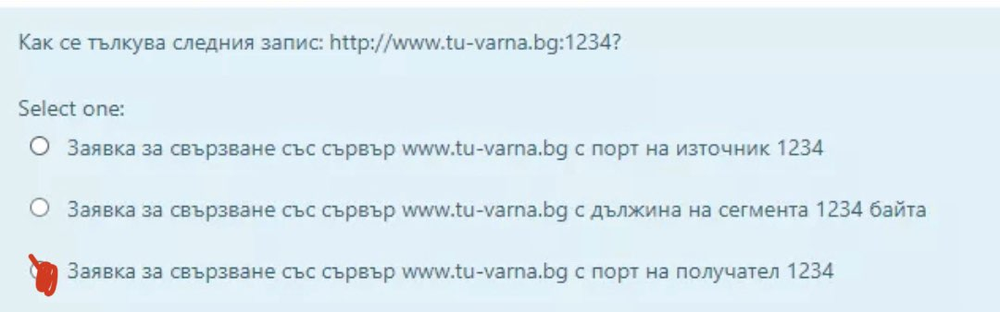 Как се тълкува следния запис: http://www.tu-varna.bg:1234?
Select one:
Заявка за свързване със сървър www.tu-varna.bg с порт на източник 1234
Заявка за свързване със сървър www.tu-varna.bg с дължина на сегмента 1234 байта
Заявка за свързване със сървър www.tu-varna.bg с порт на получател 1234